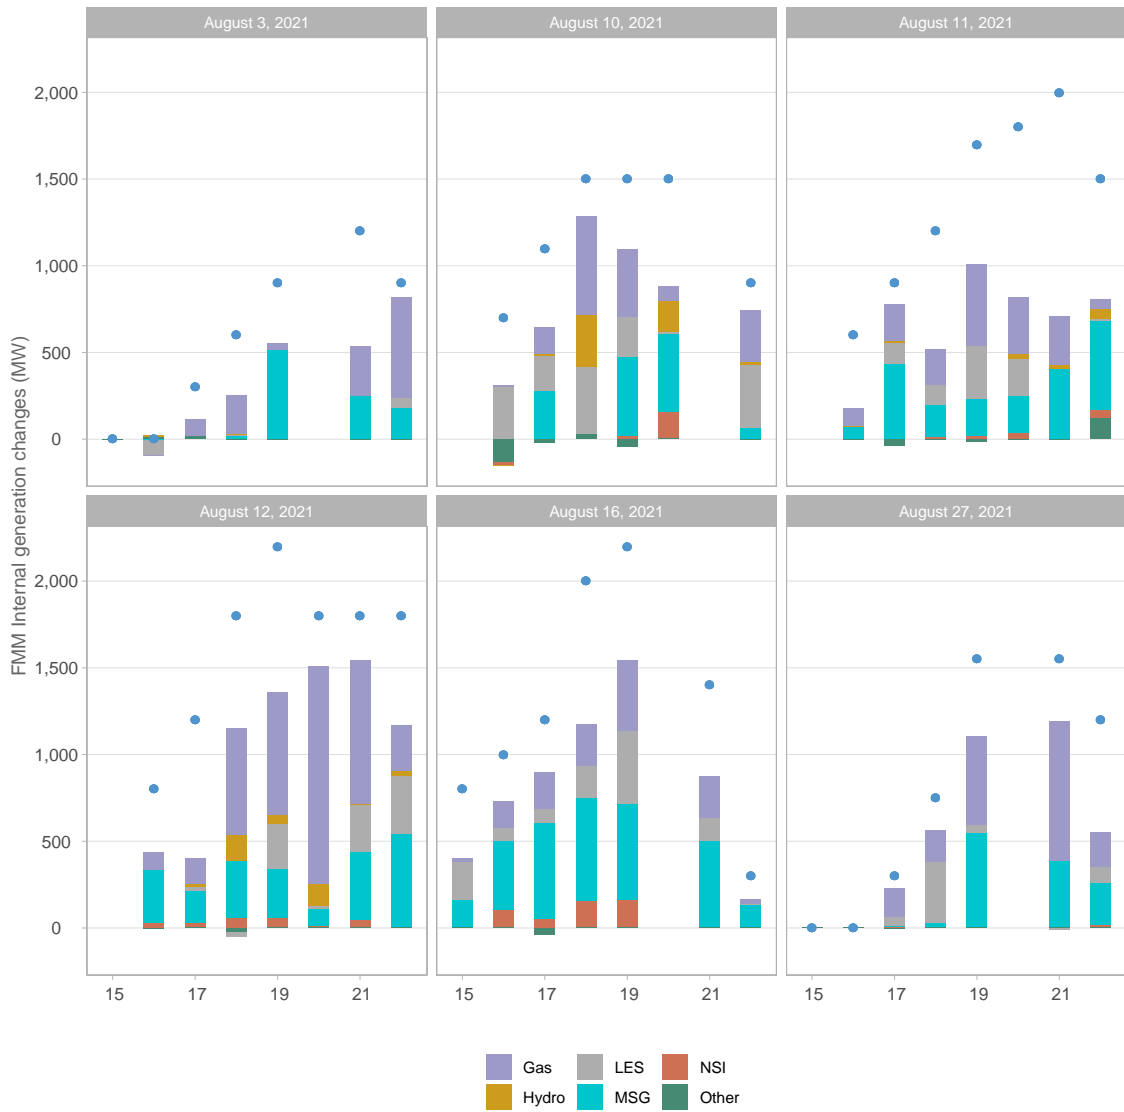 August 3, 2021 August 10, 2021 August 11, 2021
FMM Internal generation changes (MW)
2,000
1,500
1,000
500
0
August 12, 2021 August 16, 2021 August 27, 2021
2,000
1,500
1,000
500
0
15 17 19 21 15 17 19 21 15 17 19 21
Gas LES NSI
Hydro MSG Other